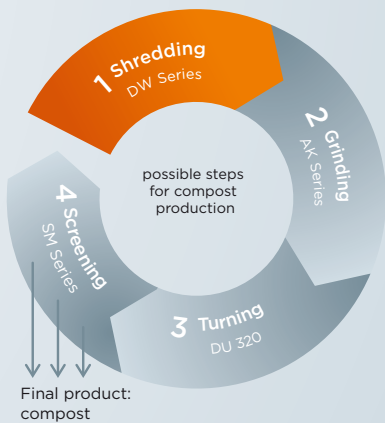 1 Shredding
DW Series
2 Grinding
AK Series
3 Turning
DU 320
4 Screening
SM Series
possible steps
for compost
production
Final product:
compost